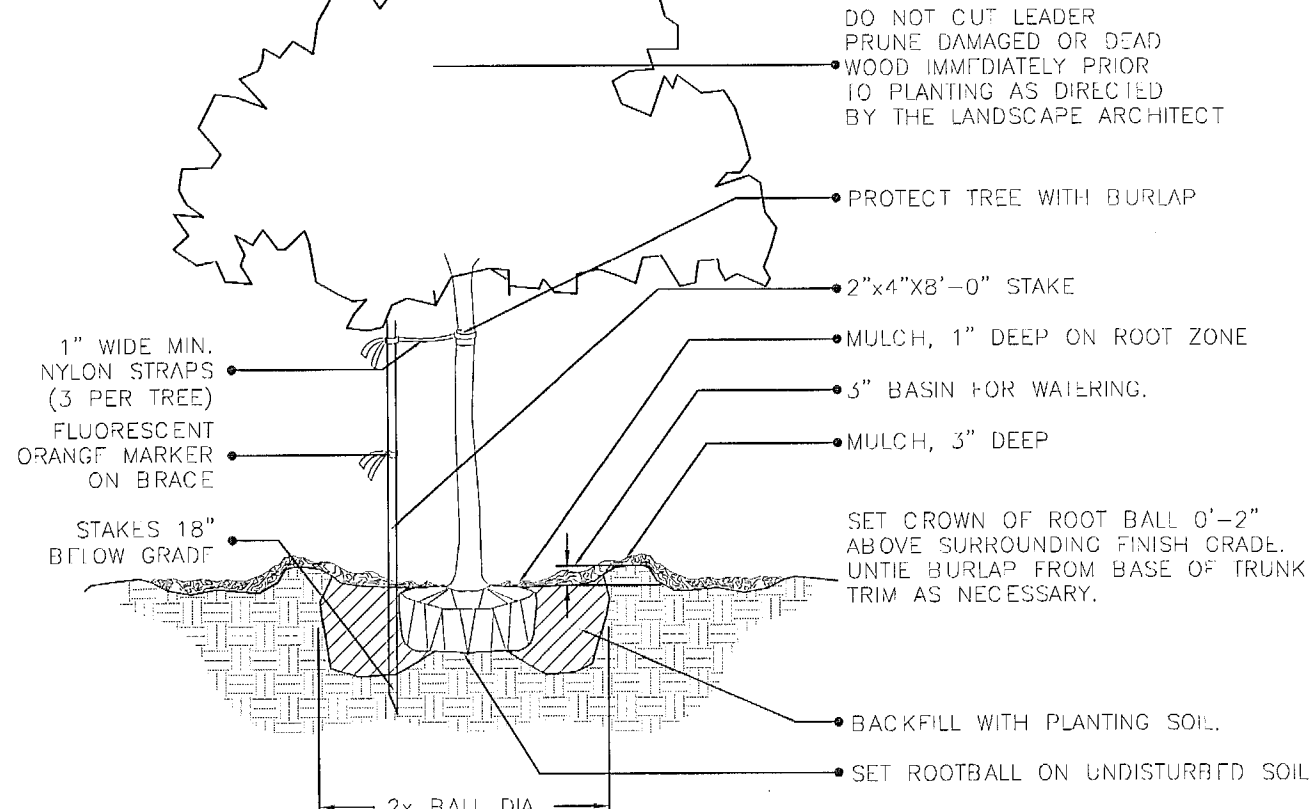 DO NOT CUT LEADER
PRUNE DAMAGED OR DEAD
WOOD IMMEDIATELY PRIOR
TO PLANTING AS DIRECTED
BY THE LANDSCAPE ARCHITECT
PROTECT TREE WITH BURLAP
2"x4"X8'-0" STAKE
MULCH, 1" DEEP ON ROOT ZONE
3" BASIN FOR WATERING.
MULCH, 3" DEEP
1" WIDE MIN.
NYLON STRAPS
(3 PER TREE)
FLUORESCENT
ORANGE MARKER
ON BRACE
STAKES 18"
BELOW GRADE
SET CROWN OF ROOT BALL 0'-2"
ABOVE SURROUNDING FINISH GRADE.
UNTIE BURLAP FROM BASE OF TRUNK
TRIM AS NECESSARY.
BACKFILL WITH PLANTING SOIL.
SET ROOTBALL ON UNDISTURBED SOIL
2x BALL DIA